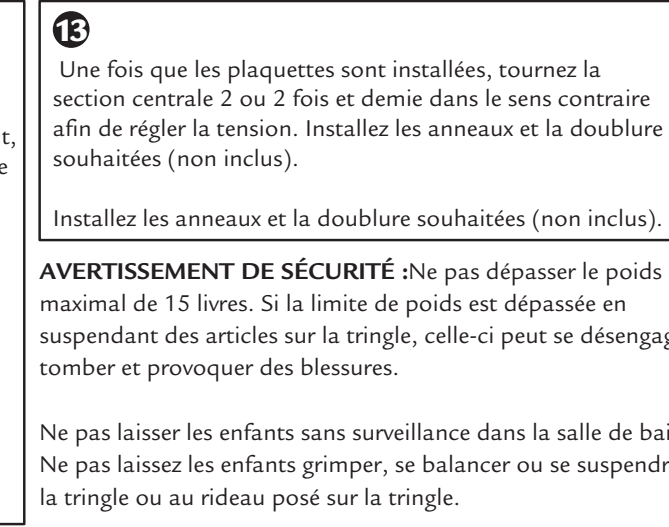 t,
e
13
Une fois que les plaquettes sont installées, tournez la
section centrale 2 ou 2 fois et demie dans le sens contraire
afin de régler la tension. Installez les anneaux et la doublure
souhaitées (non inclus).
Installez les anneaux et la doublure souhaitées (non inclus).
AVERTISSEMENT DE SÉCURITÉ :Ne pas dépasser le poids
maximal de 15 livres. Si la limite de poids est dépassée en
suspendant des articles sur la tringle, celle-ci peut se désengag
tomber et provoquer des blessures.
Ne pas laisser les enfants sans surveillance dans la salle de bai
Ne pas laissez les enfants grimper, se balancer ou se suspendr
la tringle ou au rideau posé sur la tringle.